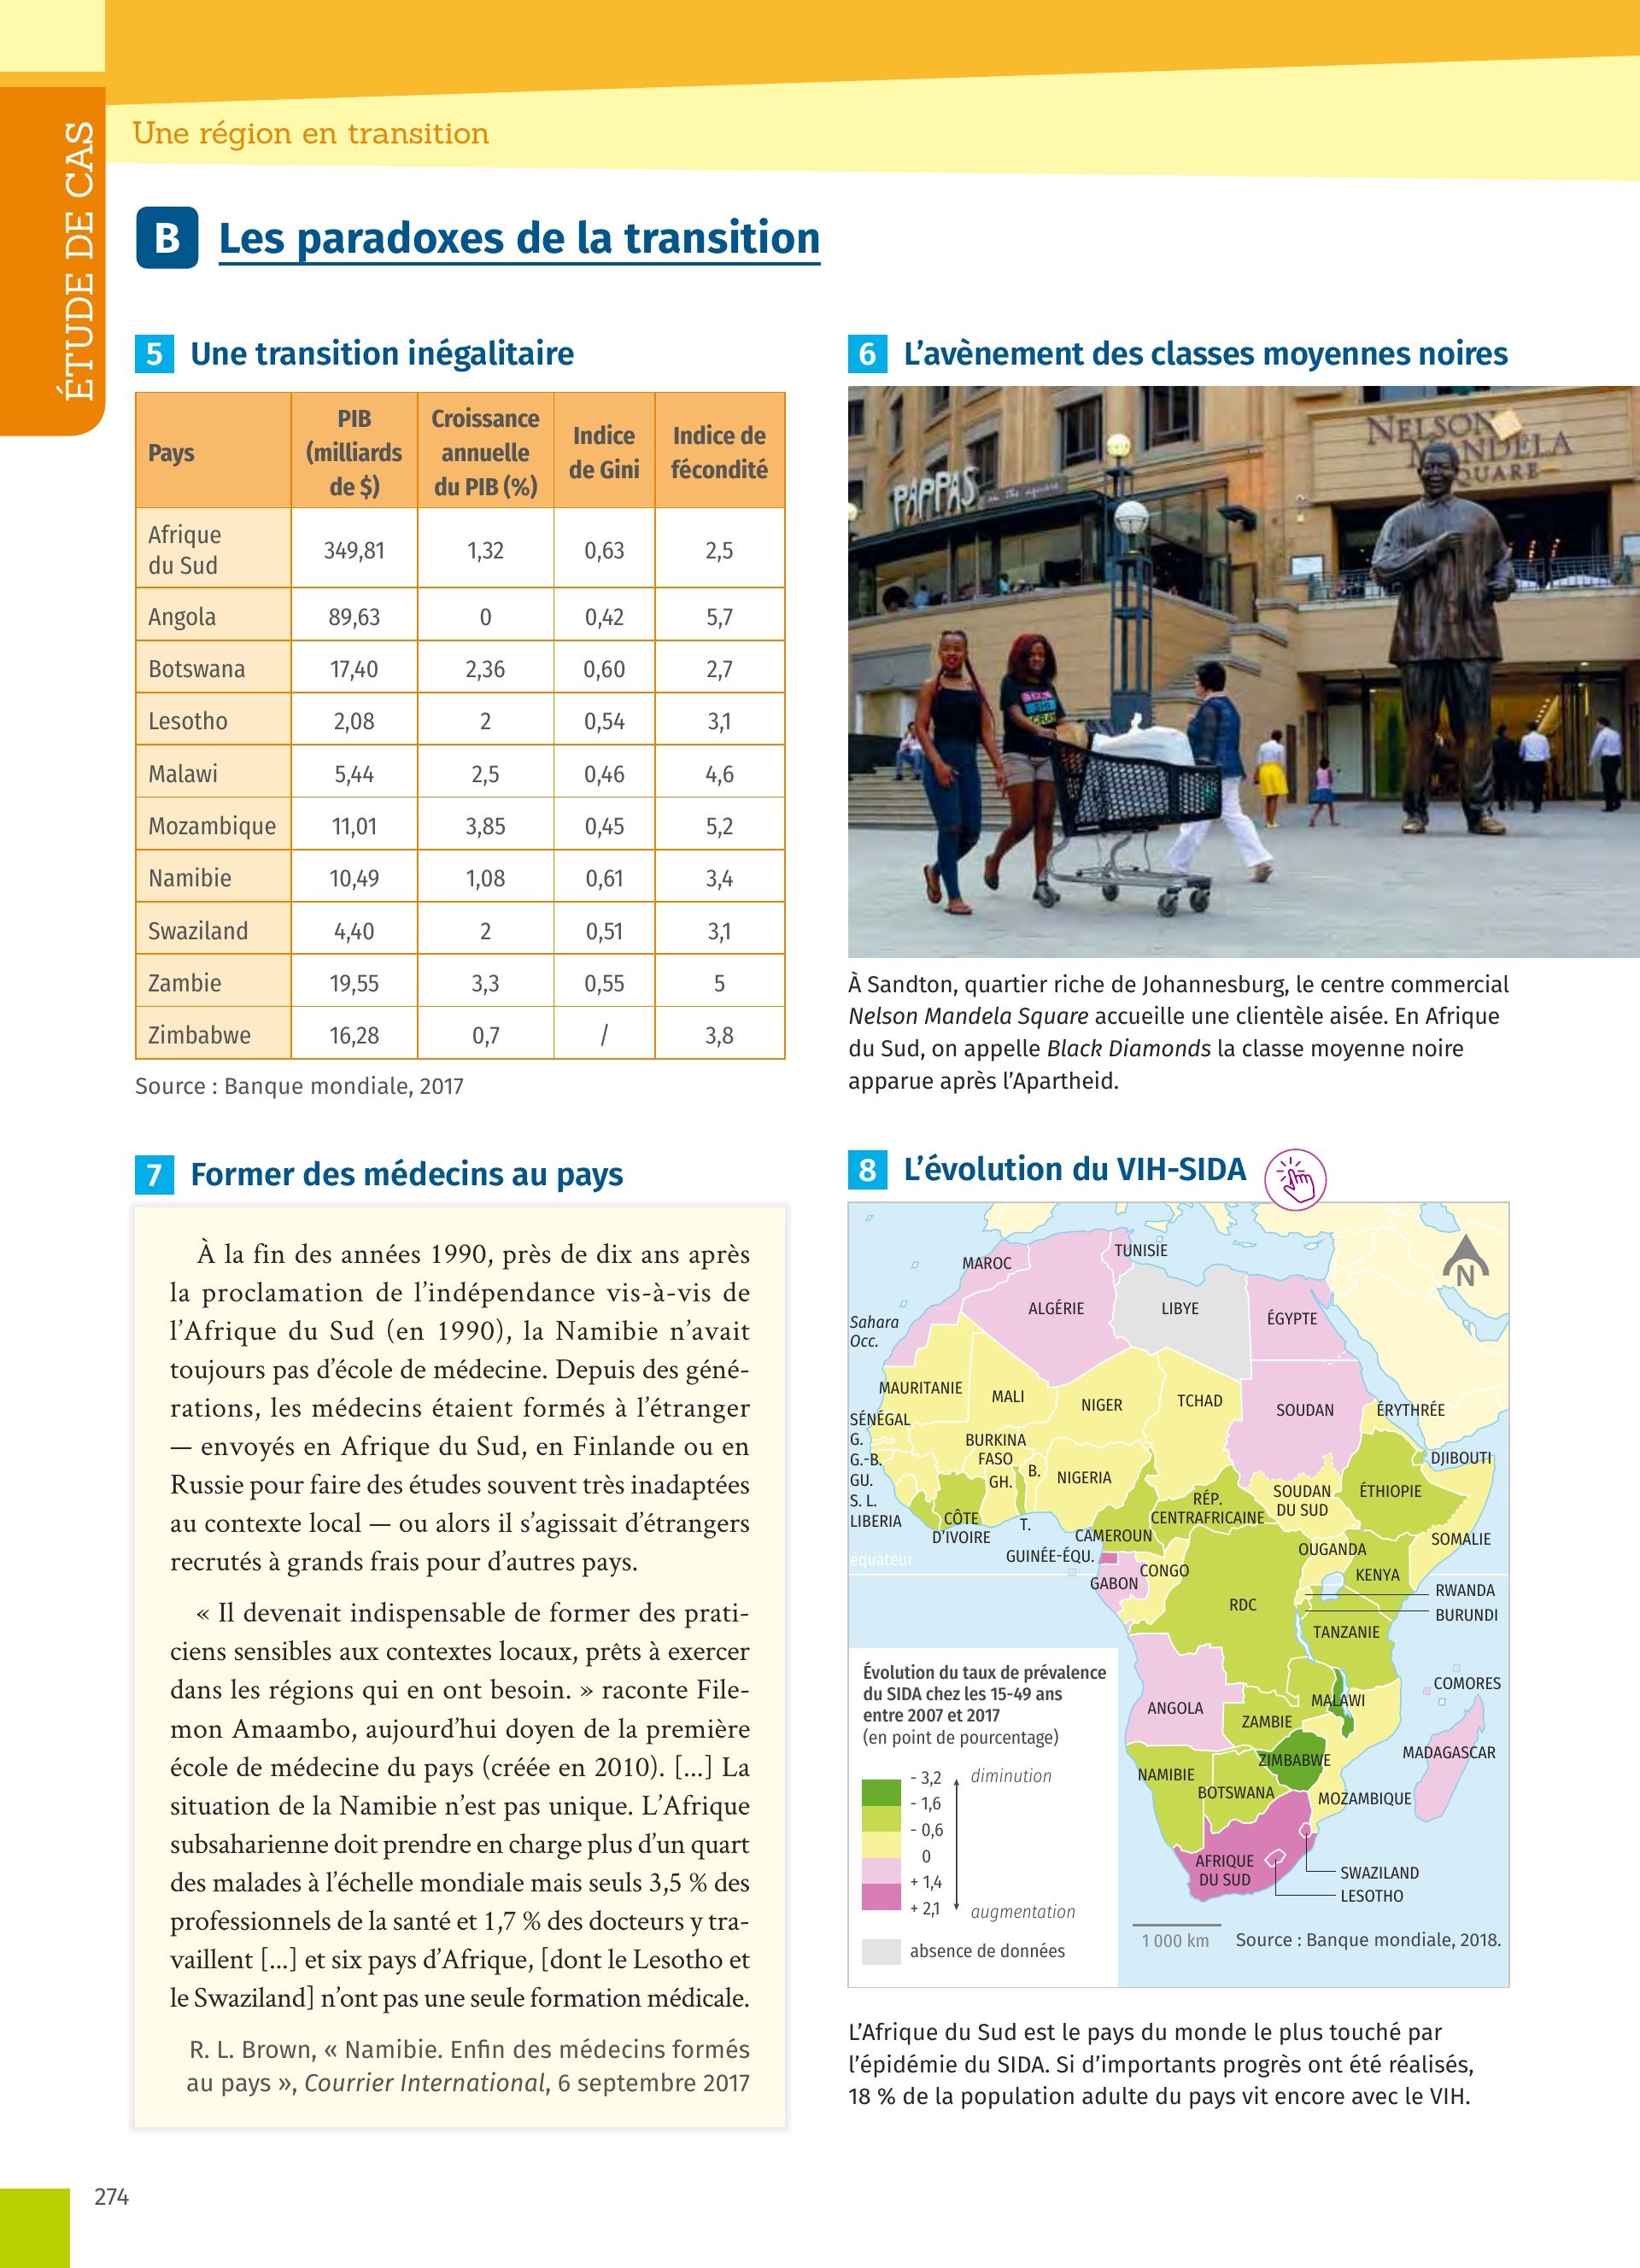 ÉTUDE DE CAS
Une région en transition
B Les paradoxes de la transition
5 Une transition inégalitaire
Pays PIB (milliards de $) Croissance annuelle du PIB (%) Indice de Gini Indice de fécondité
Afrique du Sud 349,81 1,32 0,63 2,5
Angola 89,63 0 0,42 5,7
Botswana 17,40 2,36 0,60 2,7
Lesotho 2,08 2 0,54 3,1
Malawi 5,44 2,5 0,46 4,6
Mozambique 11,01 3,85 0,45 5,2
Namibie 10,49 1,08 0,61 3,4
Swaziland 4,40 2 0,51 3,1
Zambie 19,55 3,3 0,55 5
Zimbabwe 16,28 0,7 / 3,8
Source : Banque mondiale, 2017
6 L’avènement des classes moyennes noires
NELSON
MANDELA
SQUARE
PAPPAS
on the square
À Sandton, quartier riche de Johannesburg, le centre commercial
Nelson Mandela Square accueille une clientèle aisée. En Afrique
du Sud, on appelle Black Diamonds la classe moyenne noire
apparue après l’Apartheid.
7 Former des médecins au pays
À la fin des années 1990, près de dix ans après
la proclamation de l’indépendance vis-à-vis de
l’Afrique du Sud (en 1990), la Namibie n’avait
toujours pas d’école de médecine. Depuis des géné-
rations, les médecins étaient formés à l’étranger
— envoyés en Afrique du Sud, en Finlande ou en
Russie pour faire des études souvent très inadaptées
au contexte local — ou alors il s’agissait d’étrangers
recrutés à grands frais pour d’autres pays.
« Il devenait indispensable de former des prati-
ciens sensibles aux contextes locaux, prêts à exercer
dans les régions qui en ont besoin. » raconte File-
mon Amaambo, aujourd’hui doyen de la première
école de médecine du pays (créée en 2010). [...] La
situation de la Namibie n’est pas unique. L’Afrique
subsaharienne doit prendre en charge plus d’un quart
des malades à l’échelle mondiale mais seuls 3,5 % des
professionnels de la santé et 1,7 % des docteurs y tra-
vaillent [...] et six pays d’Afrique, [dont le Lesotho et
le Swaziland] n’ont pas une seule formation médicale.
R. L. Brown, « Namibie. Enfin des médecins formés
au pays », Courrier International, 6 septembre 2017
8 L’évolution du VIH-SIDA
TUNISIE
MAROC
ALGÉRIE
LIBYE
ÉGYPTE
N
Sahara
Occ.
MAURITANIE
MALI
NIGER
TCHAD
SOUDAN
ÉRYTHRÉE
SÉNÉGAL
G.
G.-B.
GU.
S. L.
LIBERIA
BURKINA
FASO
GH.
B.
NIGERIA
DJIBOUTI
CÔTE
D’IVOIRE
T.
RÉP.
CENTRAFRICAINE
SOUDAN
DU SUD
ÉTHIOPIE
CAMEROUN
SOMALIE
GUINÉE-ÉQU.
OUGANDA
équateur
GABON
CONGO
KENYA
RWANDA
BURUNDI
RDC
TANZANIE
COMORES
ANGOLA
MALAWI
ZAMBIE
MADAGASCAR
ZIMBABWE
NAMIBIE
BOTSWANA
MOZAMBIQUE
AFRIQUE
DU SUD
SWAZILAND
LESOTHO
Évolution du taux de prévalence
du SIDA chez les 15-49 ans
entre 2007 et 2017
(en point de pourcentage)
- 3,2 diminution
- 1,6
- 0,6
0
+ 1,4
+ 2,1 augmentation
absence de données
1 000 km
Source : Banque mondiale, 2018.
L’Afrique du Sud est le pays du monde le plus touché par
l’épidémie du SIDA. Si d’importants progrès ont été réalisés,
18 % de la population adulte du pays vit encore avec le VIH.
274